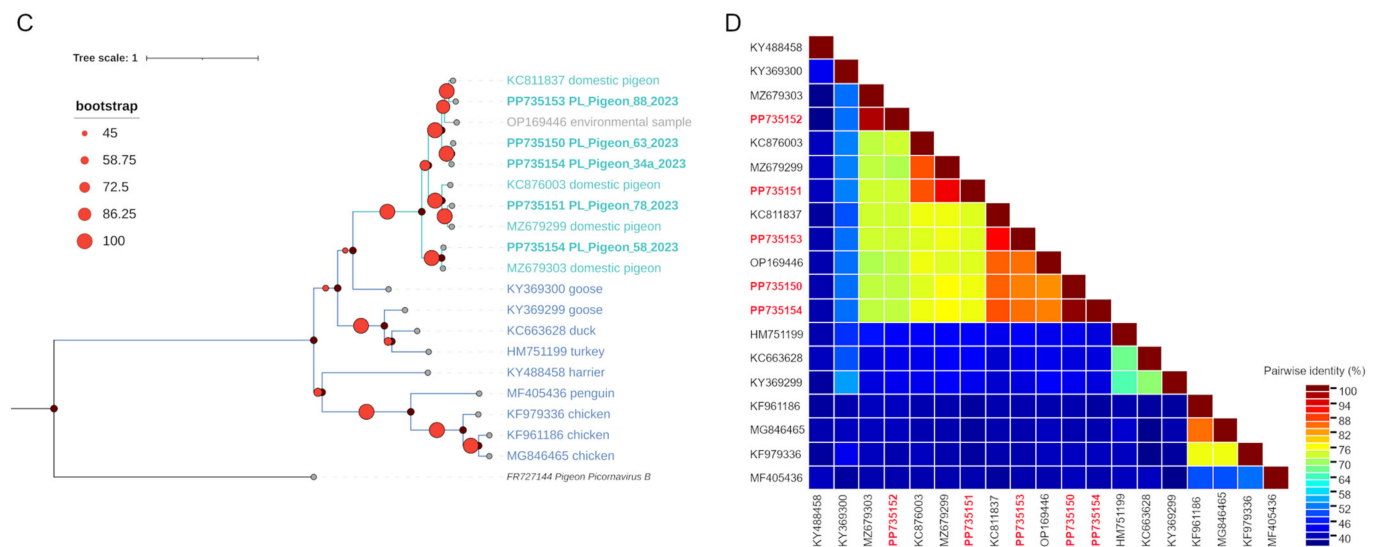 C
Tree scale: 1
bootstrap
45
58.75
72.5
86.25
100
KC811837 domestic pigeon
PP735153 PL_Pigeon_88_2023
OP169446 environmental sample
PP735150 PL_Pigeon_63_2023
PP735154 PL_Pigeon_34a_2023
KC876003 domestic pigeon
PP735151 PL_Pigeon_78_2023
MZ679299 domestic pigeon
PP735154 PL_Pigeon_58_2023
MZ679303 domestic pigeon
KY369300 goose
KY369299 goose
KC663628 duck
HM751199 turkey
KY488458 harrier
MF405436 penguin
KF979336 chicken
KF961186 chicken
MG846465 chicken
FR727144 Pigeon Picornavirus B
D
KY488458
KY369300
MZ679303
PP735152
KC876003
MZ679299
PP735151
KC811837
PP735153
OP169446
PP735150
PP735154
HM751199
KC663628
KY369299
KF961186
MG846465
KF979336
MF405436
KY488458
KY369300
MZ679303
PP735152
KC876003
MZ679299
PP735151
KC811837
PP735153
OP169446
PP735150
PP735154
HM751199
KC663628
KY369299
KF961186
MG846465
KF979336
MF405436
Pairwise identity (%)
100
94
88
82
76
70
64
58
52
46
40